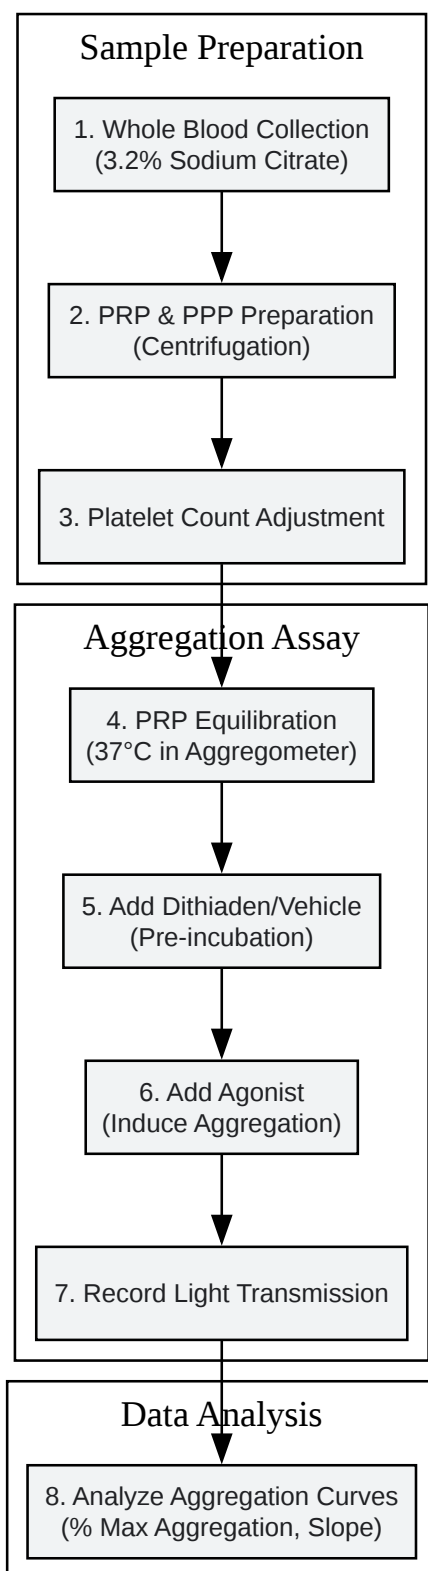 Sample Preparation
1. Whole Blood Collection
(3.2% Sodium Citrate)
2. PRP & PPP Preparation
(Centrifugation)
3. Platelet Count Adjustment
Aggregation Assay
4. PRP Equilibration
(37°C in Aggregometer)
5. Add Dithiaden/Vehicle
(Pre-incubation)
6. Add Agonist
(Induce Aggregation)
7. Record Light Transmission
Data Analysis
8. Analyze Aggregation Curves
(% Max Aggregation, Slope)